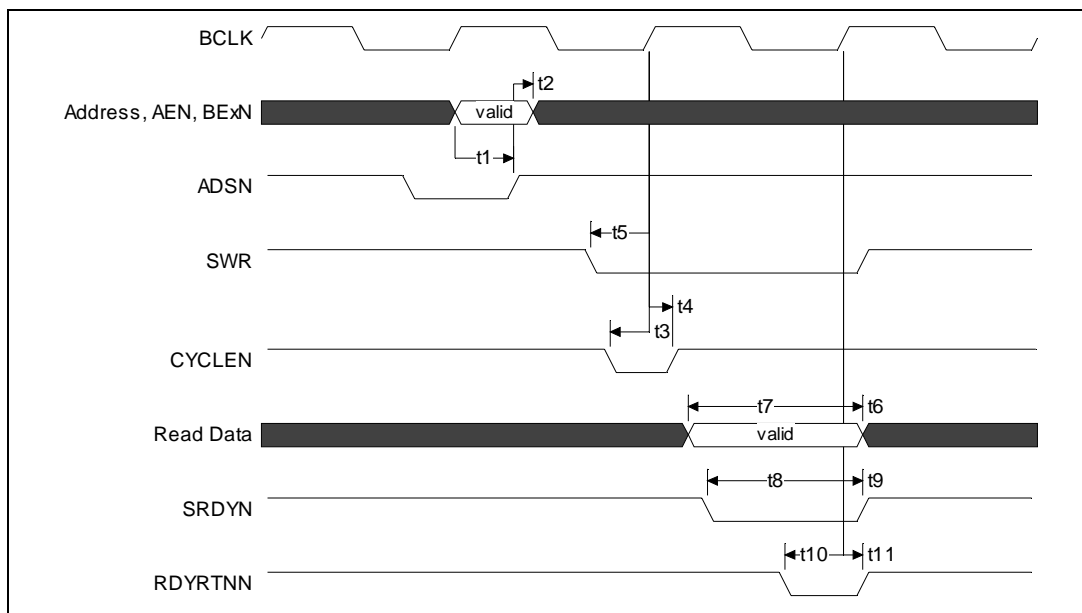 BCLK
t2
Address, AEN, BExN
valid
t1
ADSN
t5
SWR
t4
t3
CYCLEN
t7
t6
Read Data
valid
t8
t9
SRDYN
t10
t11
RDYRTNN